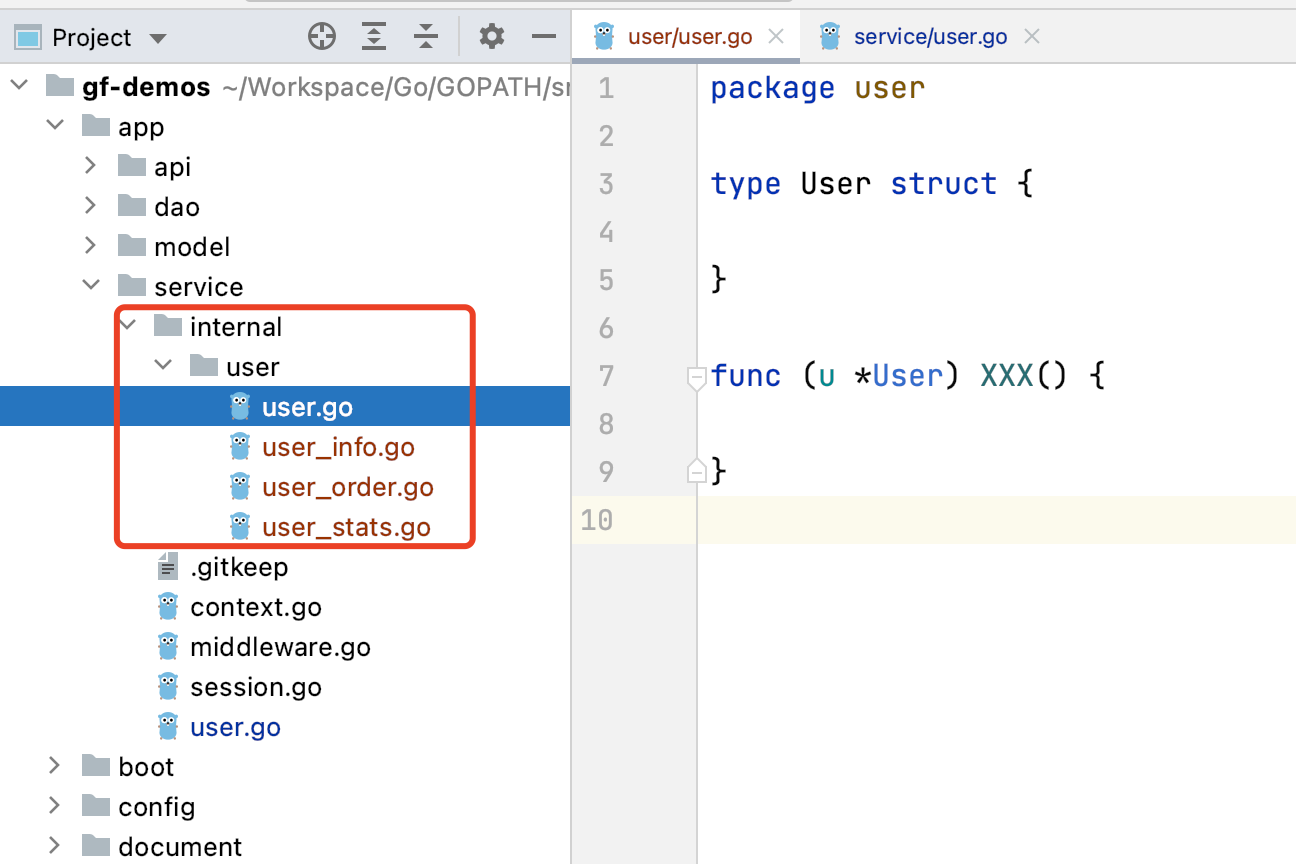 Project
gf-demos ~/Workspace/Go/GOPATH/
app
api
dao
model
service
internal
user
user.go
user_info.go
user_order.go
user_stats.go
.gitkeep
context.go
middleware.go
session.go
user.go
boot
config
document
user/user.go
service/user.go
1 package user
2
3 type User struct {
4
5 }
6
7 func (u *User) XXX() {
8
9 }
10